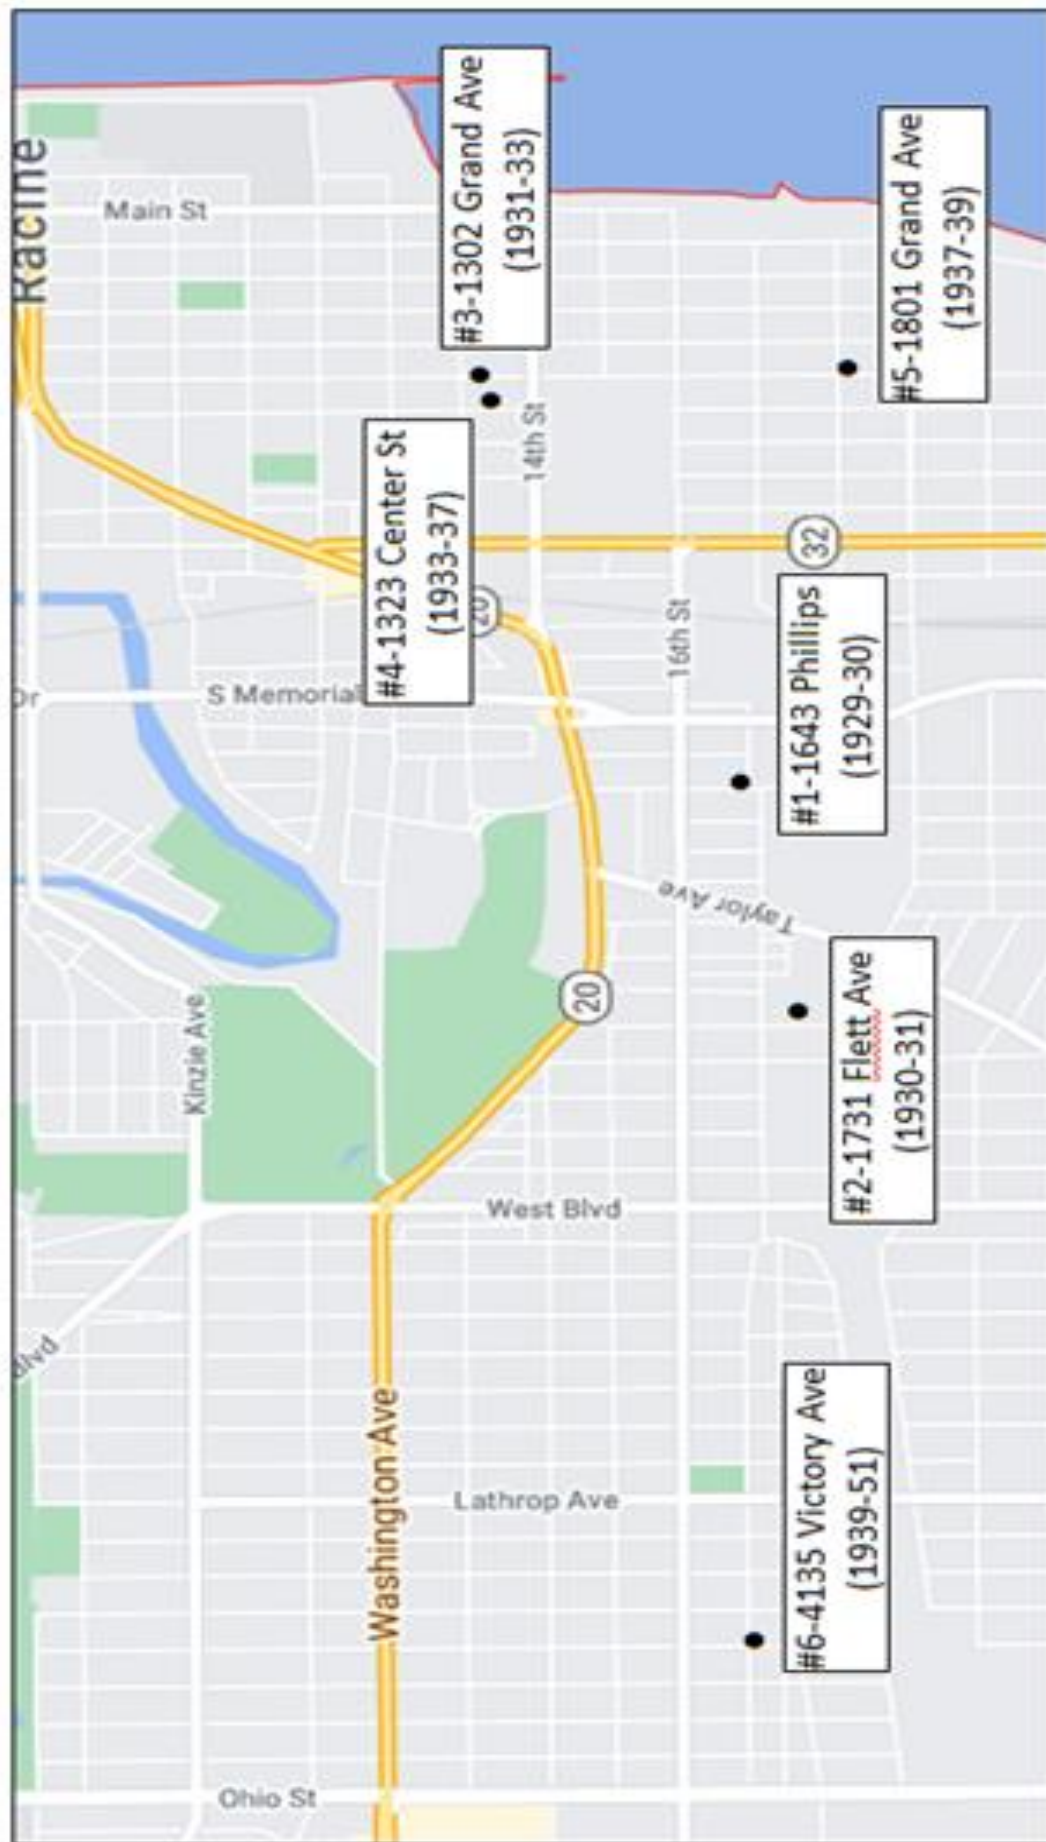 Racine
Main St
#3-1302 Grand Ave
(1931-33)
#5-1801 Grand Ave
(1937-39)
14th St
#4-1323 Center St
(1933-37)
32
20
16th St
Dr
S Memorial
#1-1643 Phillips
(1929-30)
Taylor Ave
20
Kinzie Ave
#2-1731 Flett Ave
(1930-31)
West Blvd
Blvd
Washington Ave
Lathrop Ave
#6-4135 Victory Ave
(1939-51)
Ohio St